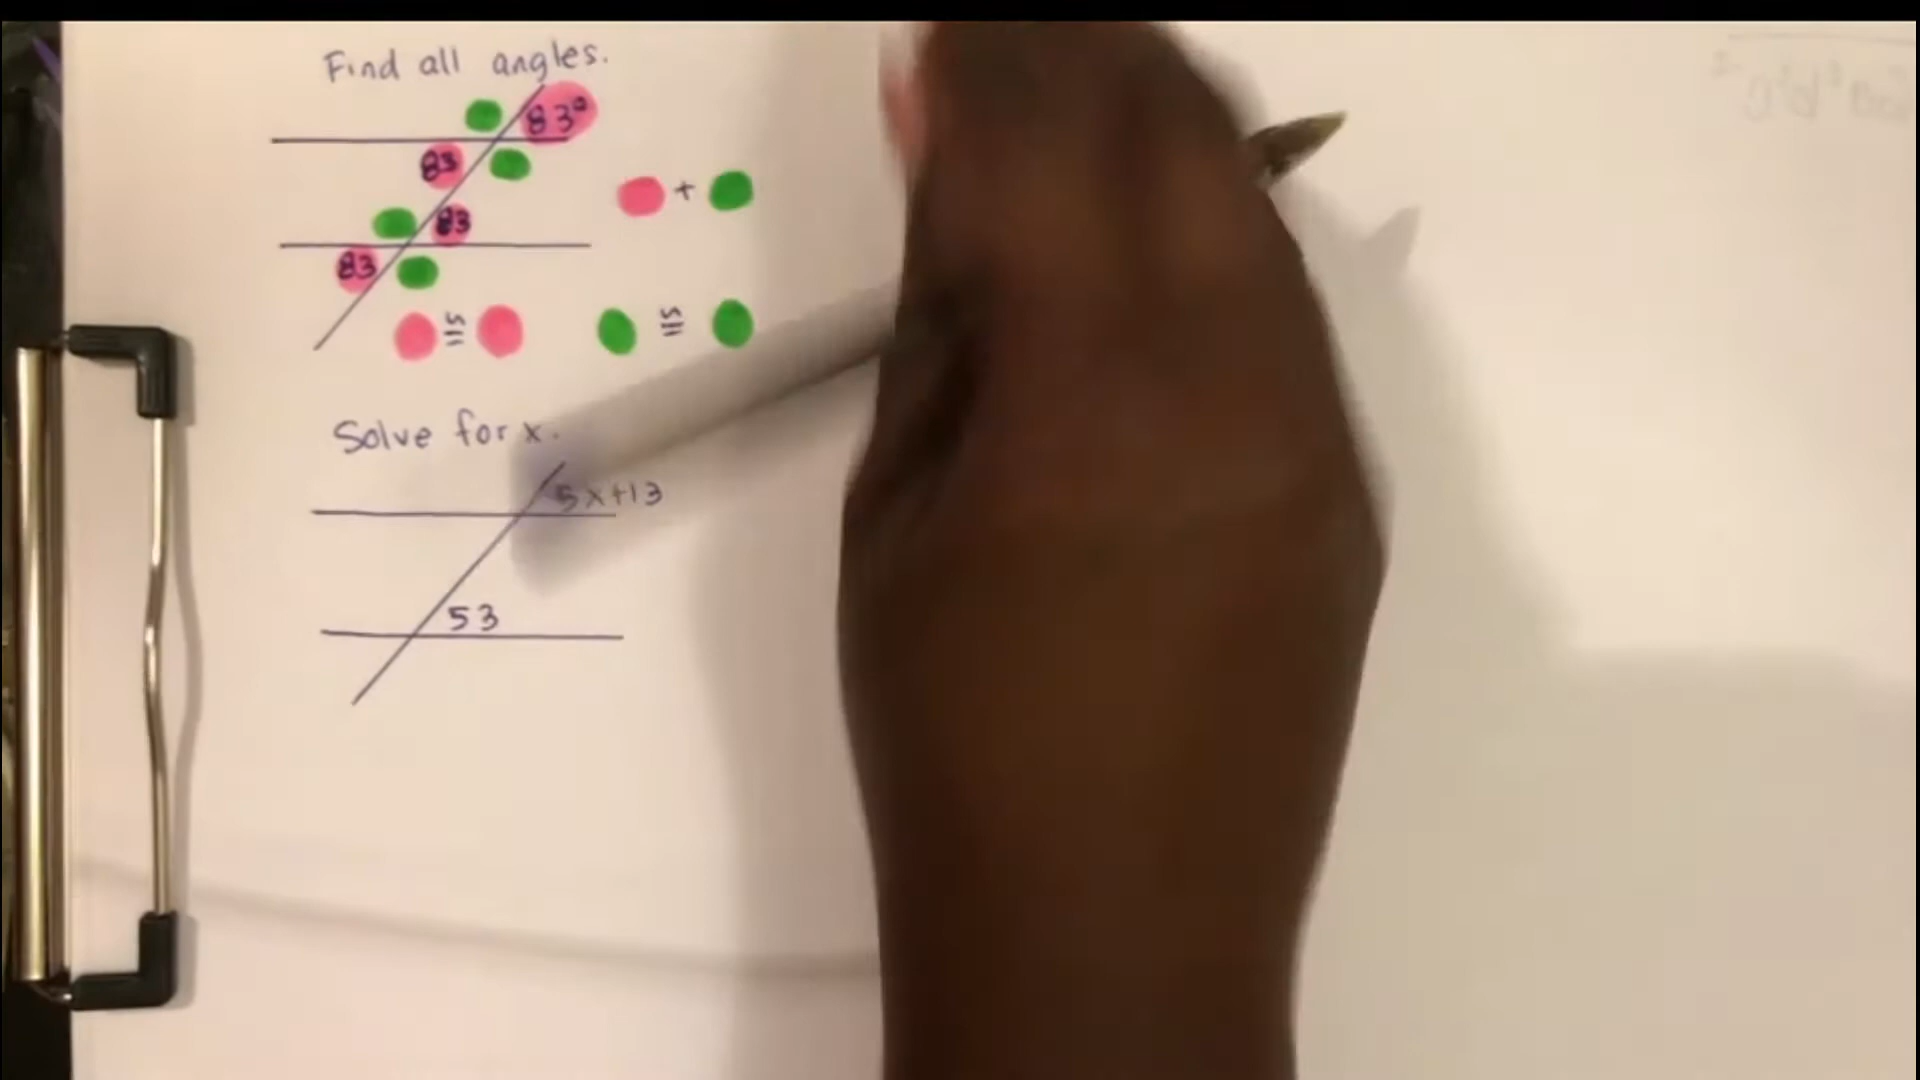 Find all angles.
83°
83
83
83
+
≅ ≅
Solve for x.
5x+13
53